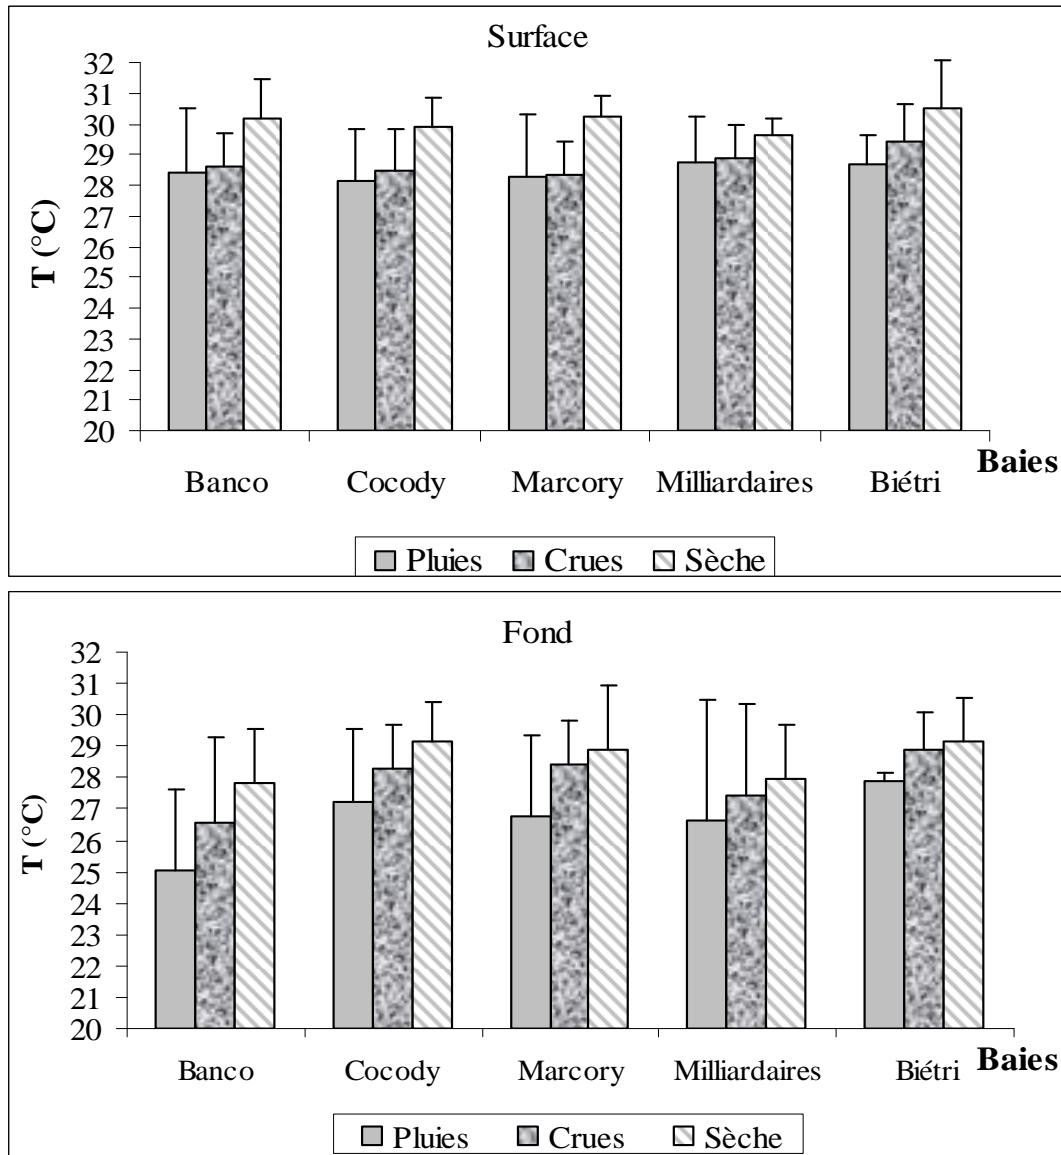 Surface
T (°C)
32
31
30
29
28
27
26
25
24
23
22
21
20
Banco Cocody Marcory Milliardaires Biétri
Baies
Pluies Crues Sèche
Fond
T (°C)
32
31
30
29
28
27
26
25
24
23
22
21
20
Banco Cocody Marcory Milliardaires Biétri
Baies
Pluies Crues Sèche